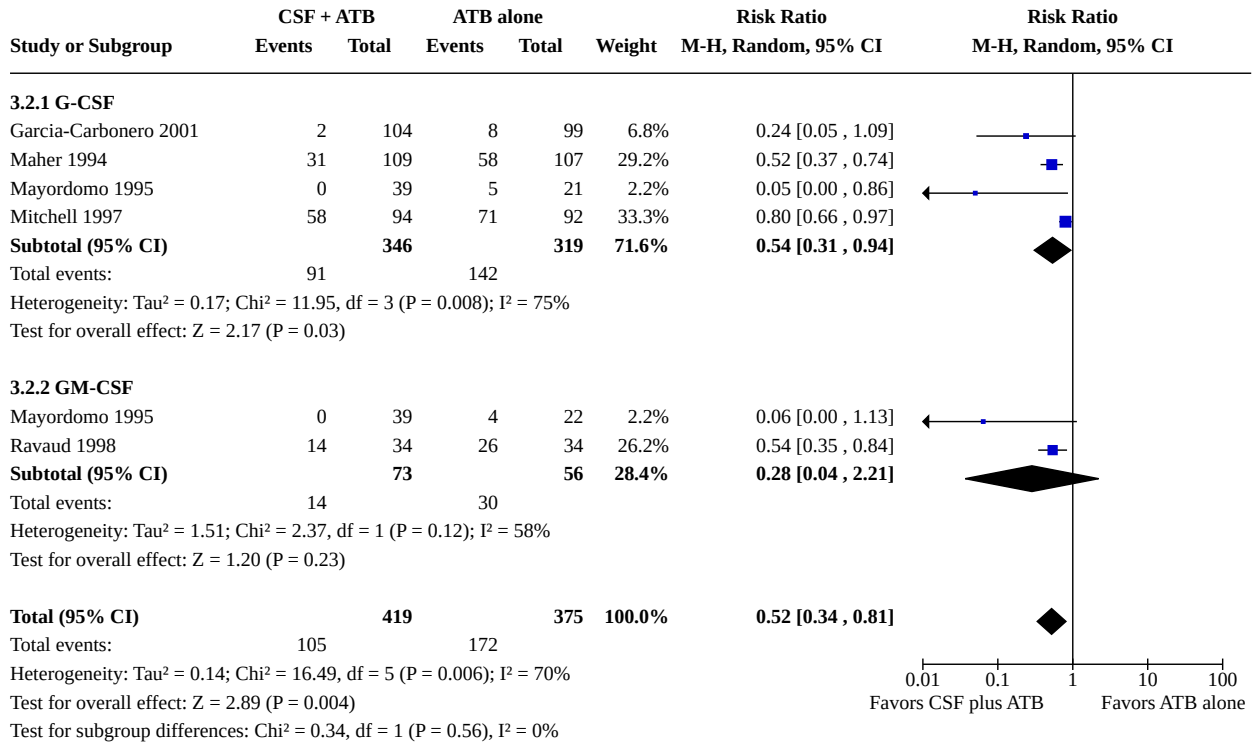 CSF + ATB ATB alone Risk Ratio Risk Ratio
Study or Subgroup Events Total Events Total Weight M-H, Random, 95% CI M-H, Random, 95% CI
3.2.1 G-CSF
Garcia-Carbonero 2001 2 104 8 99 6.8% 0.24 [0.05 , 1.09]
Maher 1994 31 109 58 107 29.2% 0.52 [0.37 , 0.74]
Mayordomo 1995 0 39 5 21 2.2% 0.05 [0.00 , 0.86]
Mitchell 1997 58 94 71 92 33.3% 0.80 [0.66 , 0.97]
Subtotal (95% CI) 346 319 71.6% 0.54 [0.31 , 0.94]
Total events: 91 142
Heterogeneity: Tau² = 0.17; Chi² = 11.95, df = 3 (P = 0.008); I² = 75%
Test for overall effect: Z = 2.17 (P = 0.03)
3.2.2 GM-CSF
Mayordomo 1995 0 39 4 22 2.2% 0.06 [0.00 , 1.13]
Ravaud 1998 14 34 26 34 26.2% 0.54 [0.35 , 0.84]
Subtotal (95% CI) 73 56 28.4% 0.28 [0.04 , 2.21]
Total events: 14 30
Heterogeneity: Tau² = 1.51; Chi² = 2.37, df = 1 (P = 0.12); I² = 58%
Test for overall effect: Z = 1.20 (P = 0.23)
Total (95% CI) 419 375 100.0% 0.52 [0.34 , 0.81]
Total events: 105 172
Heterogeneity: Tau² = 0.14; Chi² = 16.49, df = 5 (P = 0.006); I² = 70%
Test for overall effect: Z = 2.89 (P = 0.004)
Test for subgroup differences: Chi² = 0.34, df = 1 (P = 0.56), I² = 0%
0.01 0.1 1 10 100
Favors CSF plus ATB Favors ATB alone